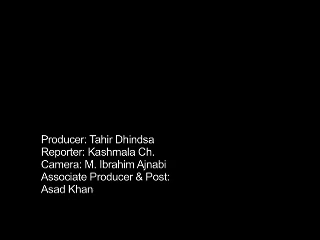 Producer: Tahir Dhindsa
Reporter: Kashmala Ch.
Camera: M. Ibrahim Ajnabi
Associate Producer & Post:
Asad Khan